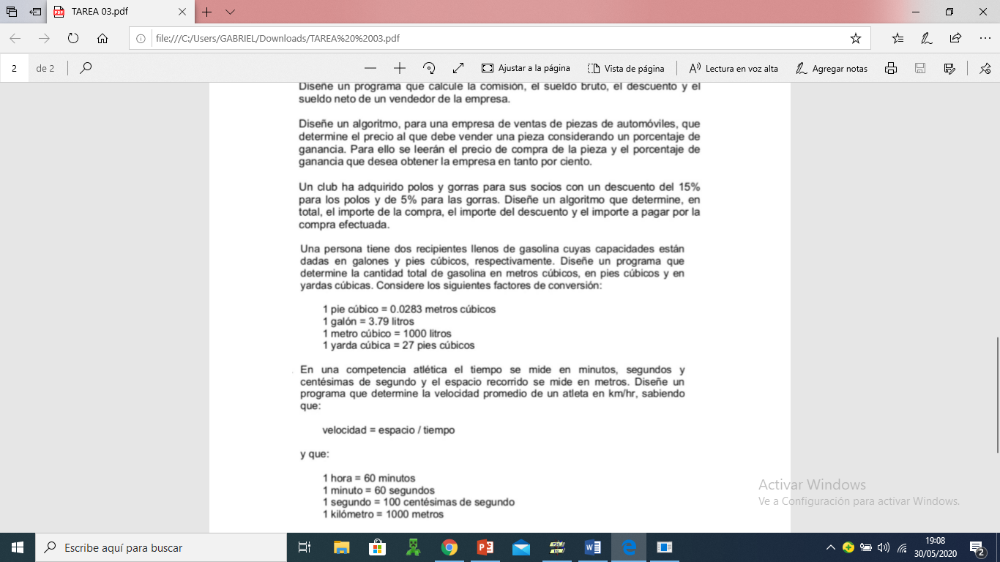 TAREA 03.pdf
file:///C:/Users/GABRIEL/Downloads/TAREA%20%2003.pdf
2 de 2 Ajustar a la página Vista de página Lectura en voz alta Agregar notas
Diseñe un programa que calcule la comisión, el sueldo bruto, el descuento y el
sueldo neto de un vendedor de la empresa.
Diseñe un algoritmo, para una empresa de ventas de piezas de automóviles, que
determine el precio al que debe vender una pieza considerando un porcentaje de
ganancia. Para ello se leerán el precio de compra de la pieza y el porcentaje de
ganancia que desea obtener la empresa en tanto por ciento.
Un club ha adquirido polos y gorras para sus socios con un descuento del 15%
para los polos y de 5% para las gorras. Diseñe un algoritmo que determine, en
total, el importe de la compra, el importe del descuento y el importe a pagar por la
compra efectuada.
Una persona tiene dos recipientes llenos de gasolina cuyas capacidades están
dadas en galones y pies cúbicos, respectivamente. Diseñe un programa que
determine la cantidad total de gasolina en metros cúbicos, en pies cúbicos y en
yardas cúbicas. Considere los siguientes factores de conversión:
1 pie cúbico = 0.0283 metros cúbicos
1 galón = 3.79 litros
1 metro cúbico = 1000 litros
1 yarda cúbica = 27 pies cúbicos
En una competencia atlética el tiempo se mide en minutos, segundos y
centésimas de segundo y el espacio recorrido se mide en metros. Diseñe un
programa que determine la velocidad promedio de un atleta en km/hr, sabiendo
que:
velocidad = espacio / tiempo
y que:
1 hora = 60 minutos
1 minuto = 60 segundos
1 segundo = 100 centésimas de segundo
1 kilómetro = 1000 metros
Activar Windows
Ve a Configuración para activar Windows.
Escribe aquí para buscar
19:08
30/05/2020
2